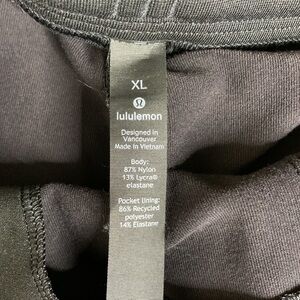 XL
lululemon
Designed in
Vancouver
Made in Vietnam
Body:
87% Nylon
13% Lycra®
elastane
Pocket lining:
86% Recycled
polyester
14% Elastane